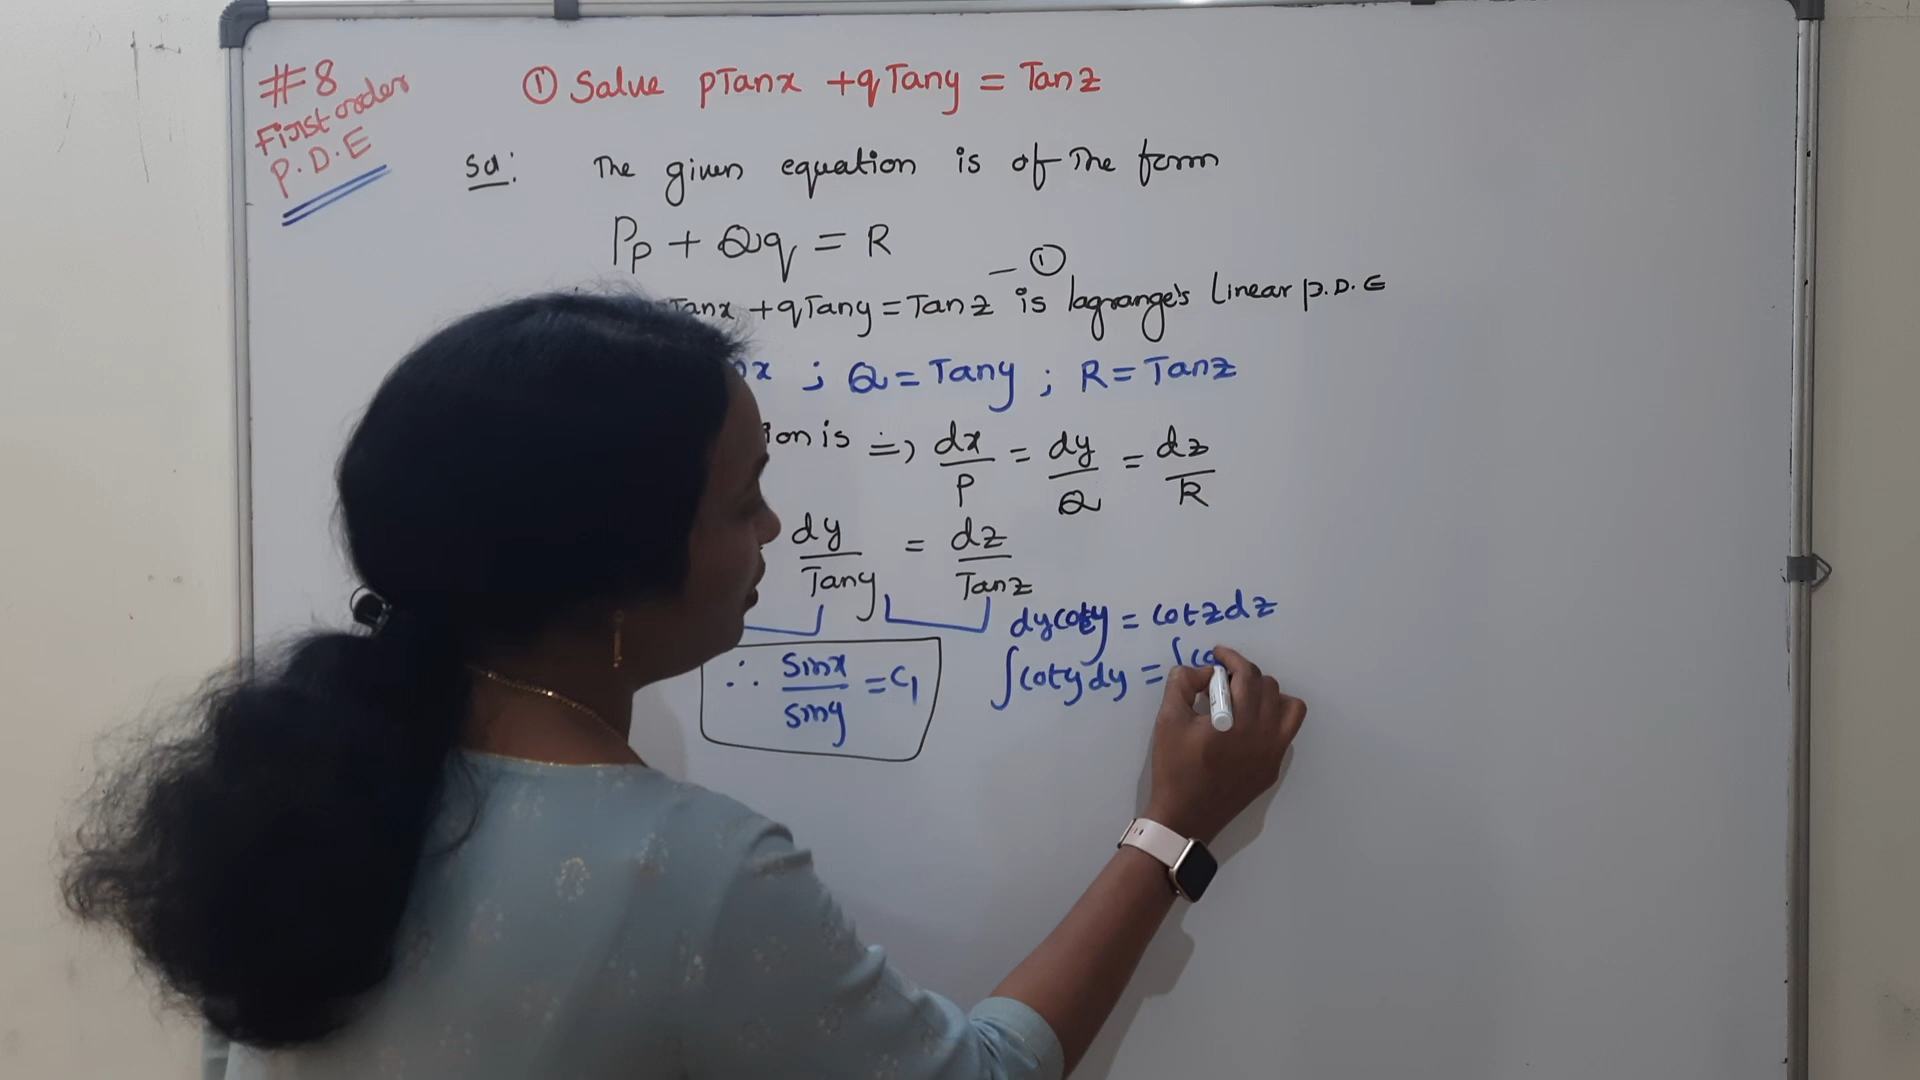 #8
First order
P.D.E
① Solve pTanx + qTany = Tanz
Sol: The given equation is of the form
Pp + Qq = R
Tanx + qTany = Tanz — ① is lagrange's Linear P.D.E
x ; Q = Tany ; R = Tanz
ion is => dx/P = dy/Q = dz/R
dy/Tany = dz/Tanz
dycoty = cotzdz
∴ sinx/siny = c1
∫cotydy = ∫co